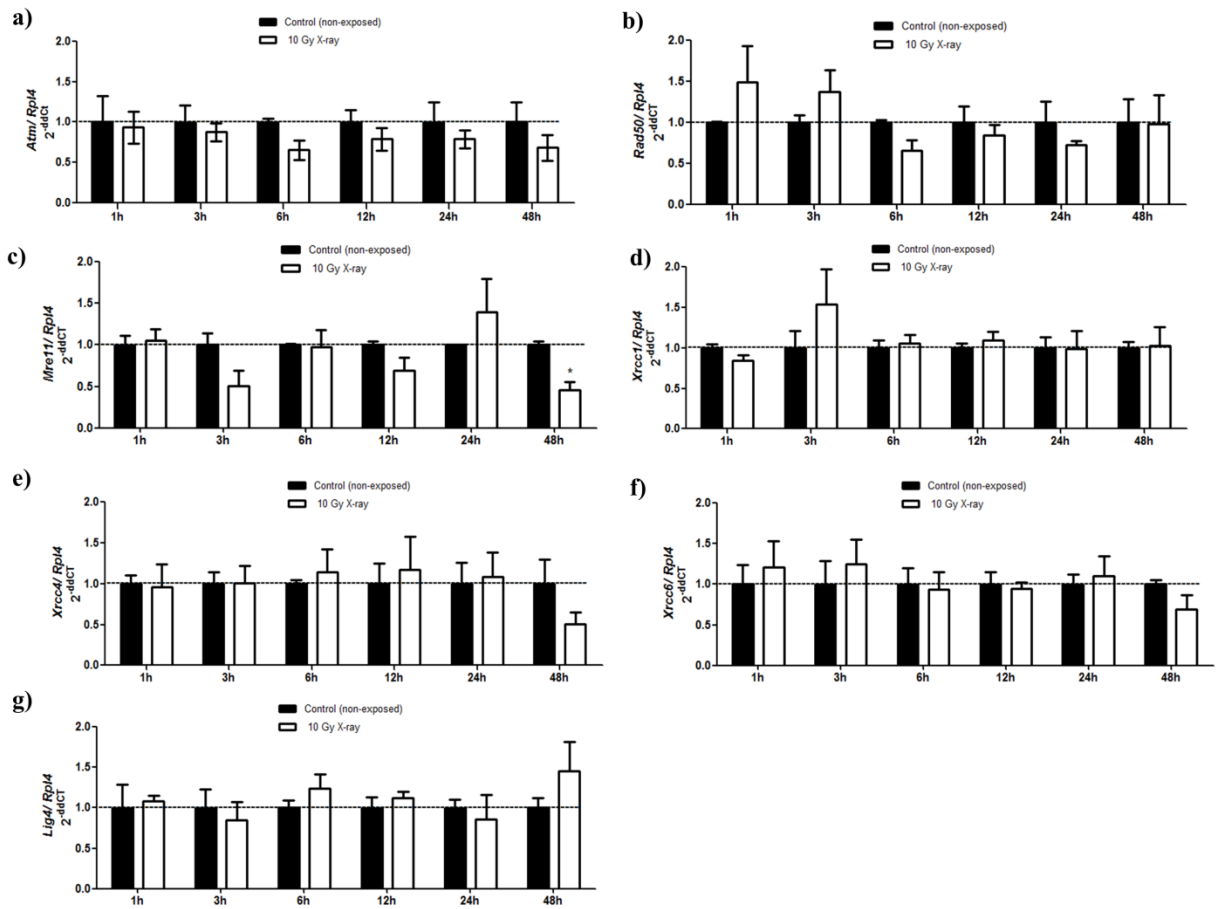 a)
Control (non-exposed)
10 Gy X-ray
Atm/ Rpl4
2-ddCt
2.0
1.5
1.0
0.5
0.0
1h 3h 6h 12h 24h 48h
b)
Control (non-exposed)
10 Gy X-ray
Rad50/ Rpl4
2-ddCT
2.0
1.5
1.0
0.5
0.0
1h 3h 6h 12h 24h 48h
c)
Control (non-exposed)
10 Gy X-ray
Mre11/ Rpl4
2-ddCT
2.0
1.5
1.0
0.5
0.0
*
1h 3h 6h 12h 24h 48h
d)
Control (non-exposed)
10 Gy X-ray
Xrcc1/ Rpl4
2-ddCT
2.0
1.5
1.0
0.5
0.0
1h 3h 6h 12h 24h 48h
e)
Control (non-exposed)
10 Gy X-ray
Xrcc4/ Rpl4
2-ddCT
2.0
1.5
1.0
0.5
0.0
1h 3h 6h 12h 24h 48h
f)
Control (non-exposed)
10 Gy X-ray
Xrcc6/ Rpl4
2-ddCT
2.0
1.5
1.0
0.5
0.0
1h 3h 6h 12h 24h 48h
g)
Control (non-exposed)
10 Gy X-ray
Lig4/ Rpl4
2-ddCT
2.0
1.5
1.0
0.5
0.0
1h 3h 6h 12h 24h 48h